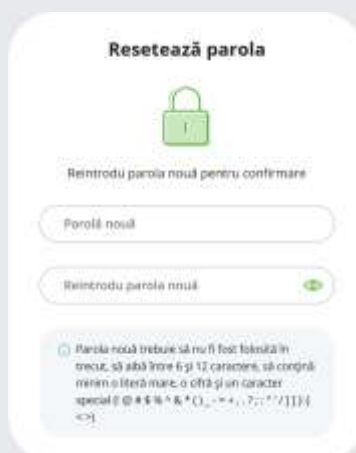 Resetează parola
Reintrodu parola nouă pentru confirmare
Parolă nouă
Reintrodu parola nouă
Parola nouă trebuie să nu fi fost folosită în
trecut, să aibă între 6 și 12 caractere, să conțină
minim o literă mare, o cifră și un caracter
special (! @ # $ % ^ & * ( ) _ - = +